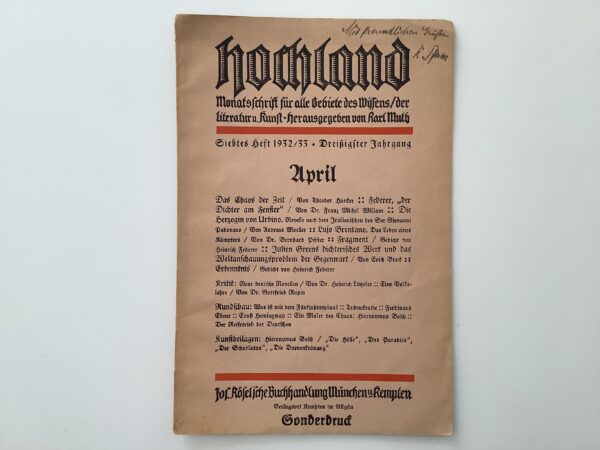 Mit freundlichen Grüßen
hochland
Monatsschrift für alle Gebiete des Wissens/der
Literatur u. Kunst · Herausgegeben von Karl Muth
Siebtes Heft 1932/33 · Dreißigster Jahrgang
April
Das Chaos der Zeit / Von Theodor Haecker :: Federer, „der
Dichter am Fenster" / Von Dr. Franz Michel Willam :: Die
Herzogin von Urbino. Novelle nach dem Italienischen des Ser Giovanni
Padovano / Von Andreas Moeller :: Lujo Brentano. Das Leben eines
Kämpfers / Von Dr. Bernhard Pfister :: Fragment / Gedicht von
Heinrich Federer :: Julien Greens dichterisches Werk und das
Weltanschauungsproblem der Gegenwart / Von Erich Brock ::
Erkenntnis / Gedicht von Heinrich Federer
Kritik: Neue deutsche Novellen / Von Dr. Heinrich Lützeler :: Eine Volks-
lehre / Von Dr. Gottfried
Rundschau: Was ist mit dem Fünfjahresplan? :: Technokratie :: Ferdinand
Ebner :: Ernst Hemingway :: Ein Maler des Chaos: Hieronymus Bosch ::
Der Reisetrieb der Deutschen
Kunstbeilagen: Hieronymus Bosch / „Die Hölle", „Das Paradies",
„Der Scharlatan", „Die Dornenkrönung"
Jos. Kösel'sche Buchhandlung München u. Kempten
Verlagsort Kempten im Allgäu
Sonderdruck